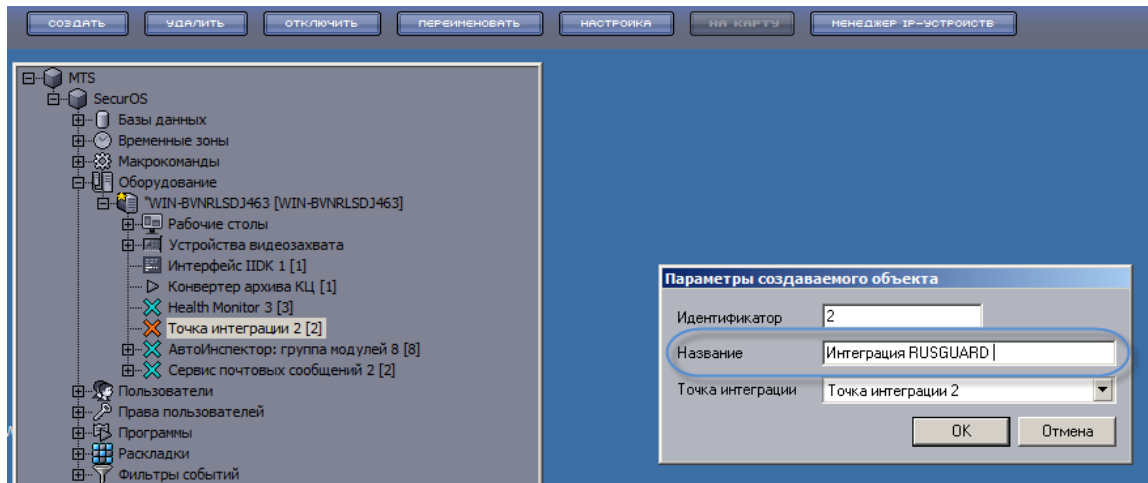 СОЗДАТЬ УДАЛИТЬ ОТКЛЮЧИТЬ ПЕРЕИМЕНОВАТЬ НАСТРОЙКА НА КАРТУ МЕНЕДЖЕР IP-УСТРОЙСТВ
MTS
SecurOS
Базы данных
Временные зоны
Макрокоманды
Оборудование
"WIN-BVNRLSDJ463 [WIN-BVNRLSDJ463]
Рабочие столы
Устройства видеозахвата
Интерфейс IIDK 1 [1]
Конвертер архива КЦ [1]
Health Monitor 3 [3]
Точка интеграции 2 [2]
АвтоИнспектор: группа модулей 8 [8]
Сервис почтовых сообщений 2 [2]
Пользователи
Права пользователей
Программы
Раскладки
Фильтры событий
Параметры создаваемого объекта
Идентификатор 2
Название Интеграция RUSGUARD
Точка интеграции Точка интеграции 2
OK Отмена